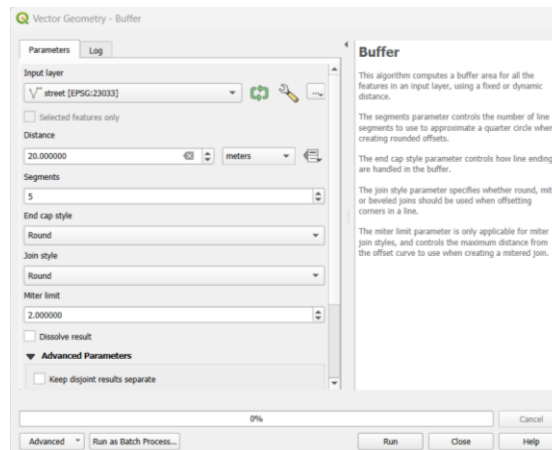 Vector Geometry - Buffer
Parameters
Log
Input layer
street [EPSG:23033]
...
Selected features only
Distance
20.000000
meters
Segments
5
End cap style
Round
Join style
Round
Miter limit
2.000000
Dissolve result
Advanced Parameters
Keep disjoint results separate
Buffer
This algorithm computes a buffer area for all the
features in an input layer, using a fixed or dynamic
distance.
The segments parameter controls the number of line
segments to use to approximate a quarter circle when
creating rounded offsets.
The end cap style parameter controls how line ending
are handled in the buffer.
The join style parameter specifies whether round, mit
or beveled joins should be used when offsetting
corners in a line.
The miter limit parameter is only applicable for miter
join styles, and controls the maximum distance from
the offset curve to use when creating a mitered join.
0%
Cancel
Advanced
Run as Batch Process...
Run
Close
Help